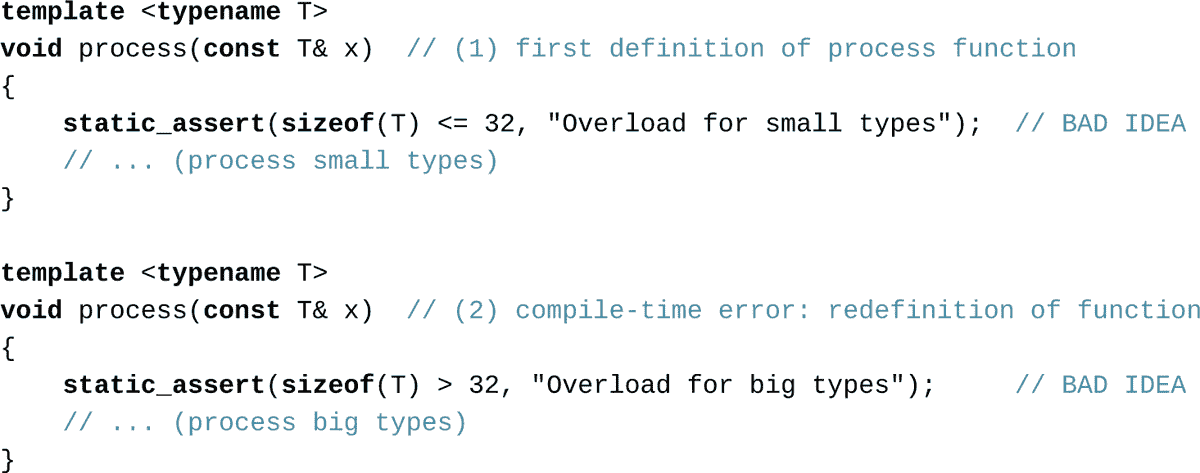 template <typename T>
void process(const T& x)  // (1) first definition of process function
{
    static_assert(sizeof(T) <= 32, "Overload for small types");  // BAD IDEA
    // ... (process small types)
}

template <typename T>
void process(const T& x)  // (2) compile-time error: redefinition of function
{
    static_assert(sizeof(T) > 32, "Overload for big types");     // BAD IDEA
    // ... (process big types)
}